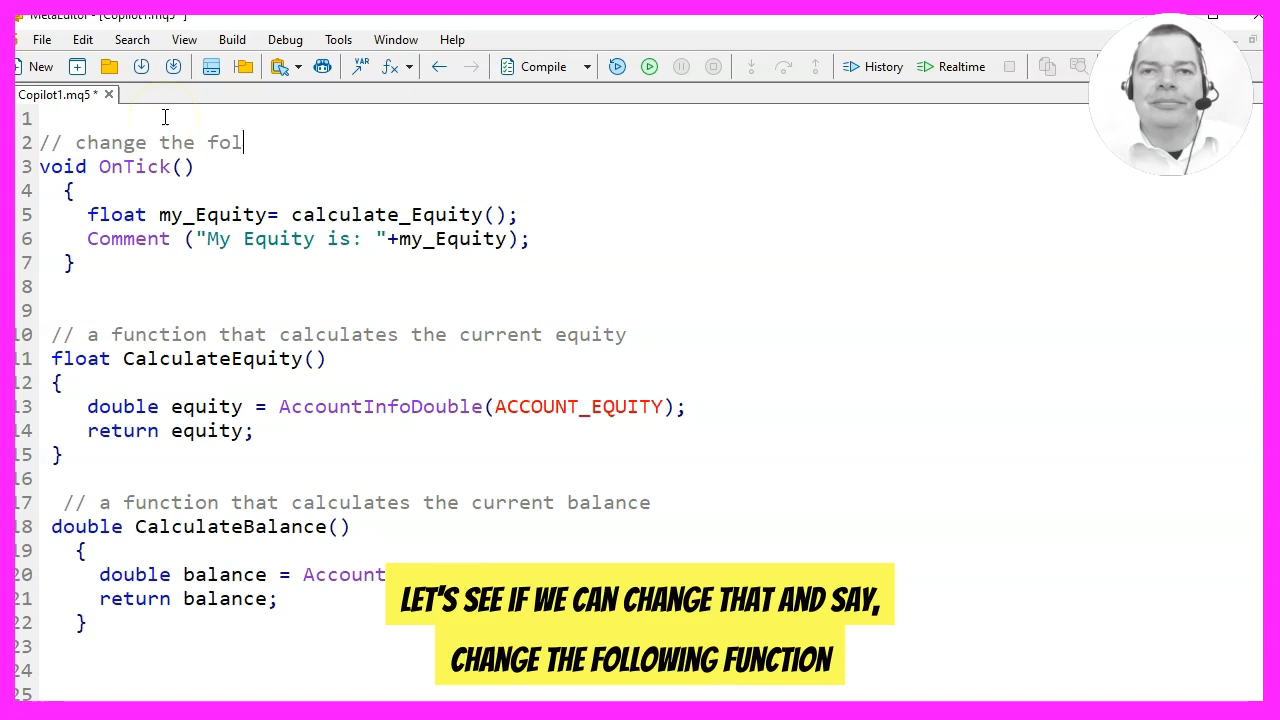 MetaEditor - [Copilot1.mq5 *]
File Edit Search View Build Debug Tools Window Help
New VAR fx Compile History Realtime
Copilot1.mq5 *
1
2 // change the fol
3 void OnTick()
4 {
5 float my_Equity= calculate_Equity();
6 Comment ("My Equity is: "+my_Equity);
7 }
8
9
10 // a function that calculates the current equity
11 float CalculateEquity()
12 {
13 double equity = AccountInfoDouble(ACCOUNT_EQUITY);
14 return equity;
15 }
16
17 // a function that calculates the current balance
18 double CalculateBalance()
19 {
20 double balance = Account
21 return balance;
22 }
23
24
25
LET'S SEE IF WE CAN CHANGE THAT AND SAY,
CHANGE THE FOLLOWING FUNCTION